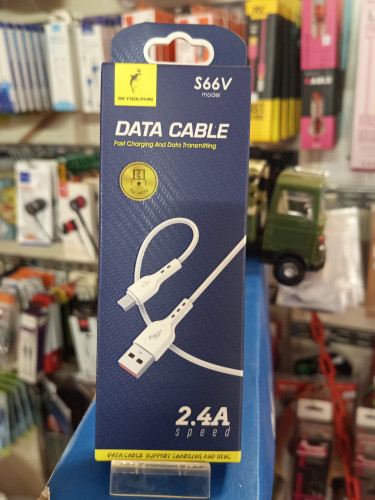 SKYDOLPHIN
S66V
model
DATA CABLE
Fast Charging And Data Transmitting
2.4A
speed
DATA CABLE SUPPORT CHARGING AND SYNC